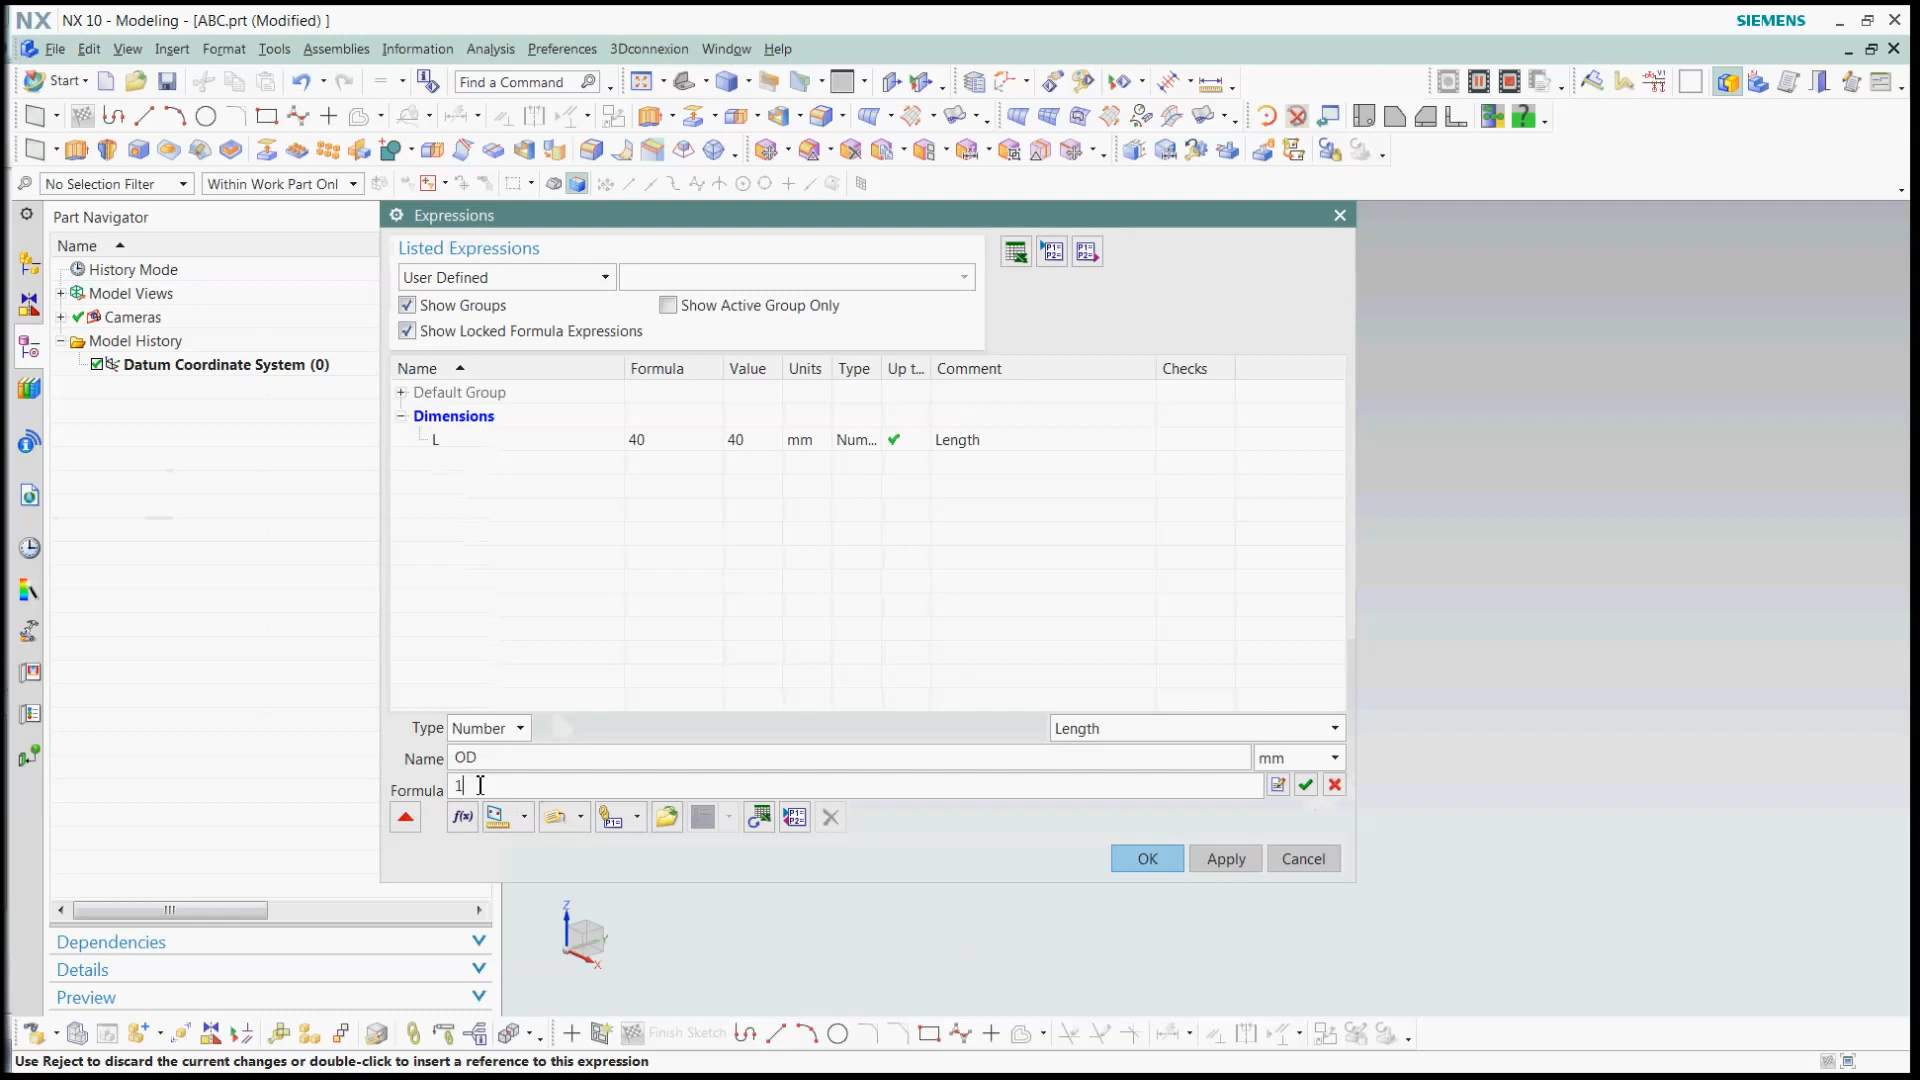 NX NX 10 - Modeling - [ABC.prt (Modified) ] SIEMENS
File Edit View Insert Format Tools Assemblies Information Analysis Preferences 3Dconnexion Window Help
Start Find a Command
No Selection Filter Within Work Part Onl
Part Navigator
Name
History Mode
Model Views
Cameras
Model History
Datum Coordinate System (0)
Expressions
Listed Expressions
User Defined
Show Groups Show Active Group Only
Show Locked Formula Expressions
Name Formula Value Units Type Up t... Comment Checks
Default Group
Dimensions
L 40 40 mm Num... Length
Type Number Length
Name OD mm
Formula 1
f(x) P1=
OK Apply Cancel
Z
X
Dependencies
Details
Preview
Finish Sketch
Use Reject to discard the current changes or double-click to insert a reference to this expression